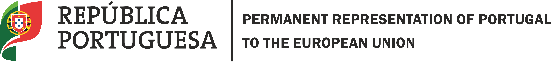 REPÚBLICA
PORTUGUESA
PERMANENT REPRESENTATION OF PORTUGAL
TO THE EUROPEAN UNION